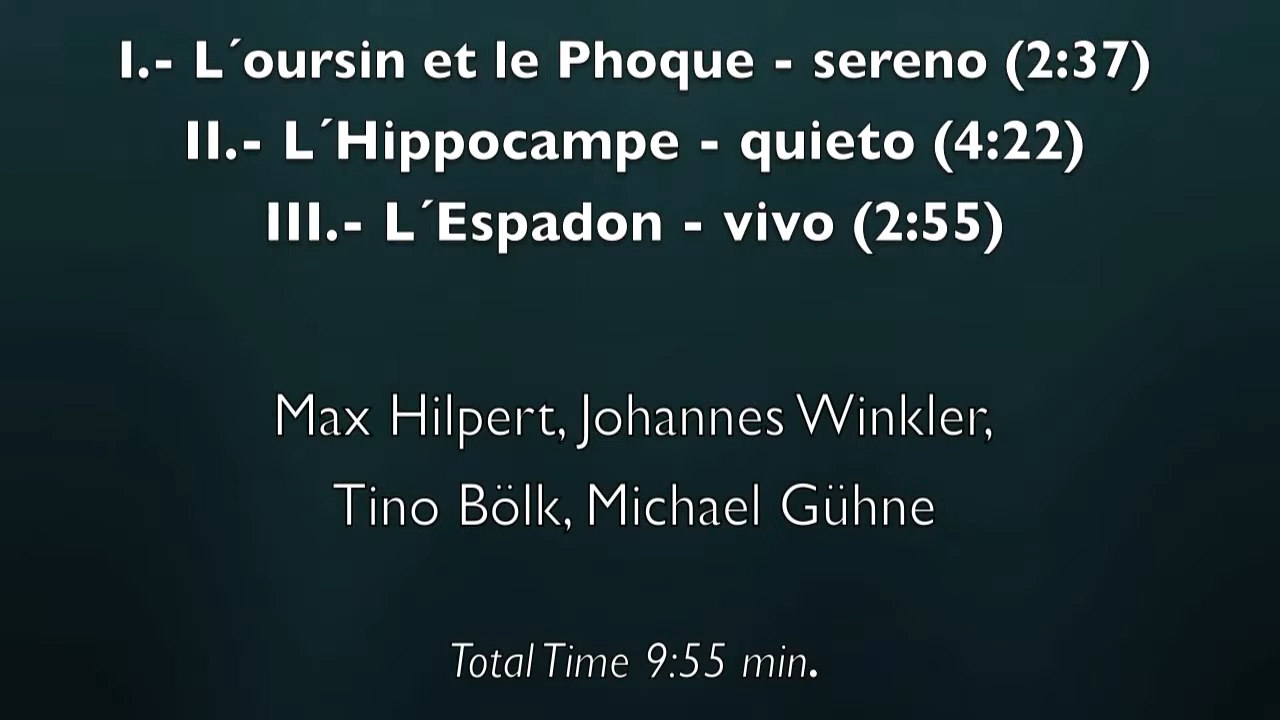 I.- L´oursin et le Phoque - sereno (2:37)
II.- L´Hippocampe - quieto (4:22)
III.- L´Espadon - vivo (2:55)
Max Hilpert, Johannes Winkler,
Tino Bölk, Michael Gühne
Total Time 9:55 min.